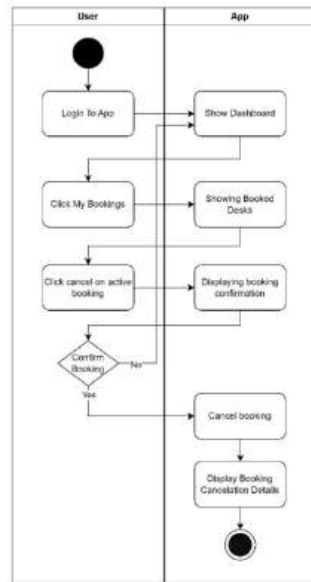 User
App
Login To App
Show Dashboard
Click My Bookings
Showing Booked
Desks
Click cancel on active
booking
Displaying booking
confirmation
Confirm
Booking
No
Yes
Cancel booking
Display Booking
Cancelation Details